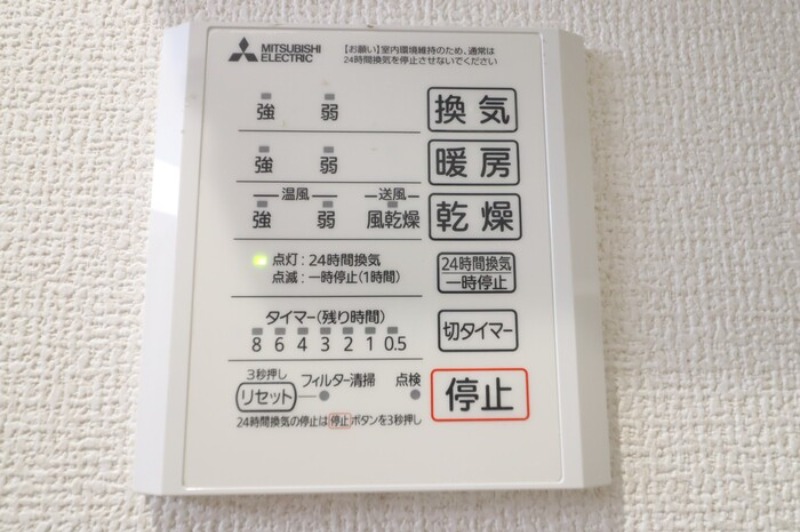 MITSUBISHI
ELECTRIC
【お願い】室内環境維持のため、通常は
24時間換気を停止させないでください
強 弱 換気
強 弱 暖房
温風 送風
強 弱 風乾燥 乾燥
点灯:24時間換気
点滅:一時停止(1時間)
24時間換気
一時停止
タイマー(残り時間)
8 6 4 3 2 1 0.5
切タイマー
3秒押し
リセット フィルター清掃 点検
停止
24時間換気の停止は停止ボタンを3秒押し